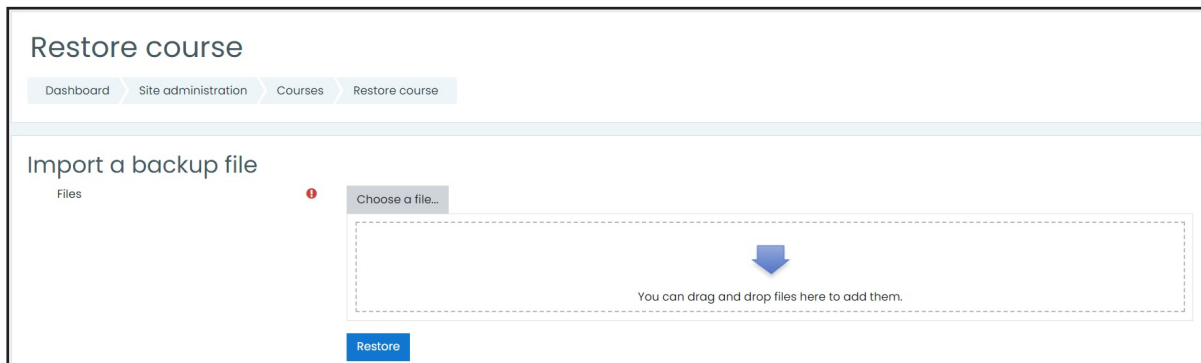 Restore course
Dashboard Site administration Courses Restore course
Import a backup file
Files
Choose a file...
You can drag and drop files here to add them.
Restore